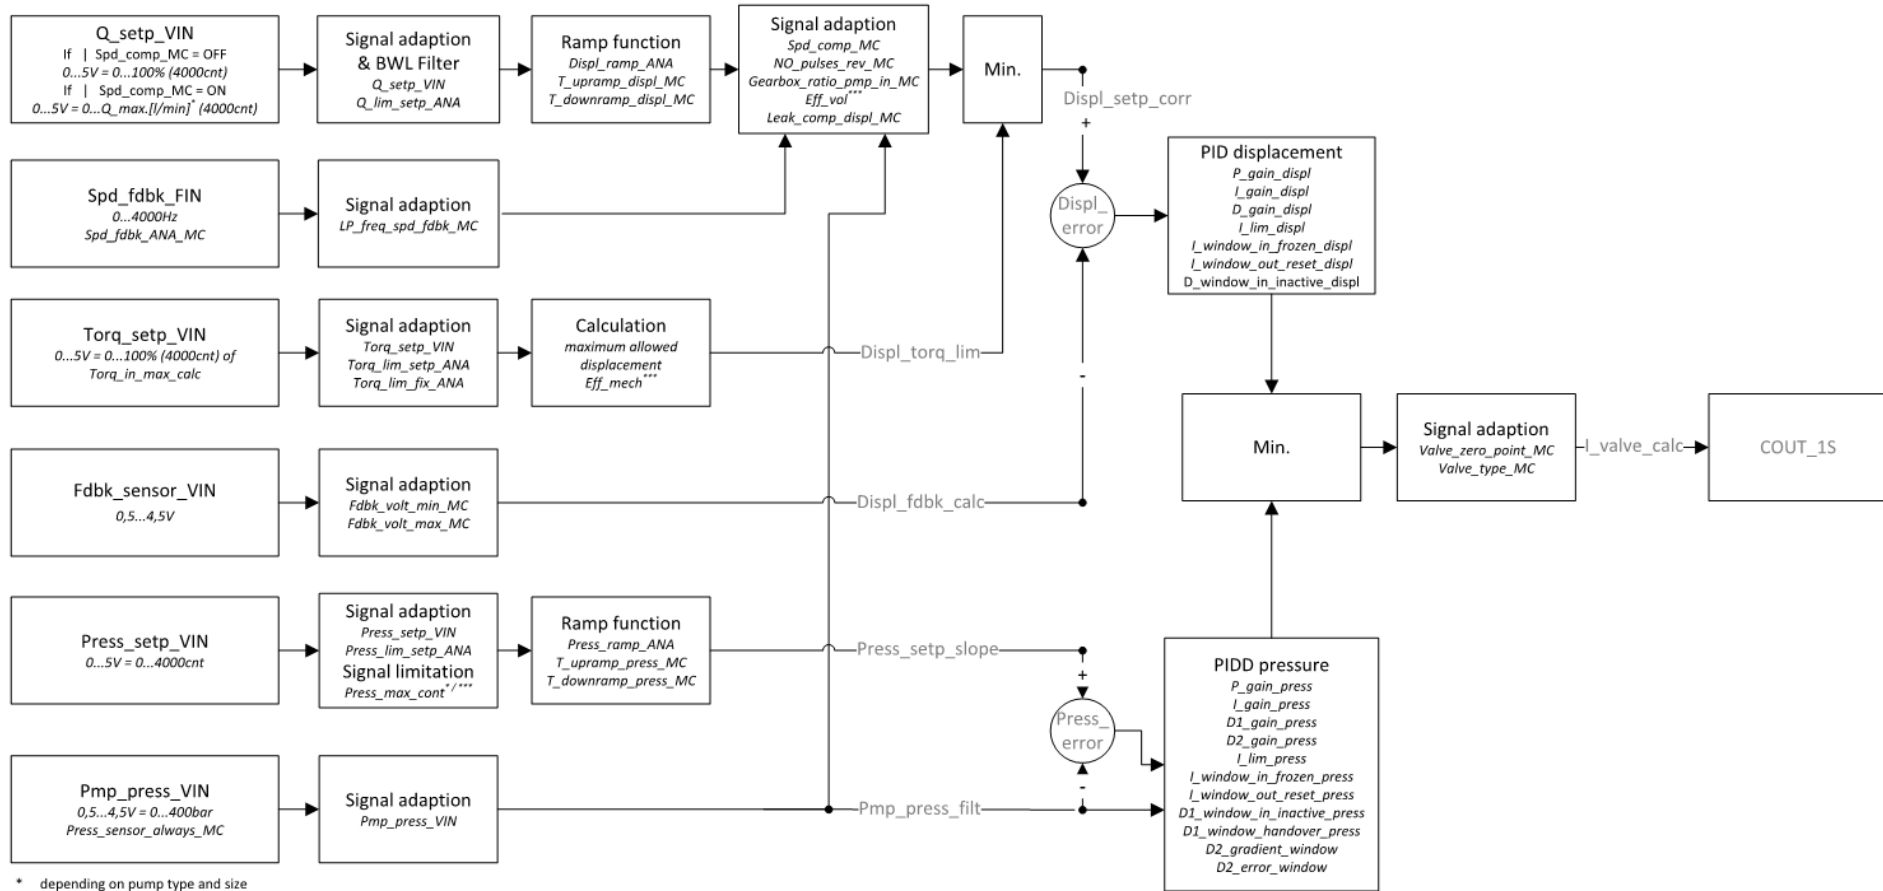 Q_setp_VIN
If | Spd_comp_MC = OFF
0...5V = 0...100% (4000cnt)
If | Spd_comp_MC = ON
0...5V = 0...Q_max.[l/min]* (4000cnt)
Signal adaption
& BWL Filter
Q_setp_VIN
Q_lim_setp_ANA
Ramp function
Displ_ramp_ANA
T_upramp_displ_MC
T_downramp_displ_MC
Signal adaption
Spd_comp_MC
NO_pulses_rev_MC
Gearbox_ratio_pmp_in_MC
Eff_vol***
Leak_comp_displ_MC
Min.
Displ_setp_corr
+
Spd_fdbk_FIN
0...4000Hz
Spd_fdbk_ANA_MC
Signal adaption
LP_freq_spd_fdbk_MC
Displ_
error
PID displacement
P_gain_displ
I_gain_displ
D_gain_displ
I_lim_displ
I_window_in_frozen_displ
I_window_out_reset_displ
D_window_in_inactive_displ
Torq_setp_VIN
0...5V = 0...100% (4000cnt) of
Torq_in_max_calc
Signal adaption
Torq_setp_VIN
Torq_lim_setp_ANA
Torq_lim_fix_ANA
Calculation
maximum allowed
displacement
Eff_mech***
Displ_torq_lim
-
Fdbk_sensor_VIN
0,5...4,5V
Signal adaption
Fdbk_volt_min_MC
Fdbk_volt_max_MC
Displ_fdbk_calc
Min.
Signal adaption
Valve_zero_point_MC
Valve_type_MC
I_valve_calc
COUT_1S
Press_setp_VIN
0...5V = 0...4000cnt
Signal adaption
Press_setp_VIN
Press_lim_setp_ANA
Signal limitation
Press_max_cont*/***
Ramp function
Press_ramp_ANA
T_upramp_press_MC
T_downramp_press_MC
Press_setp_slope
+
Press_
error
-
PIDD pressure
P_gain_press
I_gain_press
D1_gain_press
D2_gain_press
I_lim_press
I_window_in_frozen_press
I_window_out_reset_press
D1_window_in_inactive_press
D1_window_handover_press
D2_gradient_window
D2_error_window
Pmp_press_VIN
0,5...4,5V = 0...400bar
Press_sensor_always_MC
Signal adaption
Pmp_press_VIN
Pmp_press_filt
* depending on pump type and size